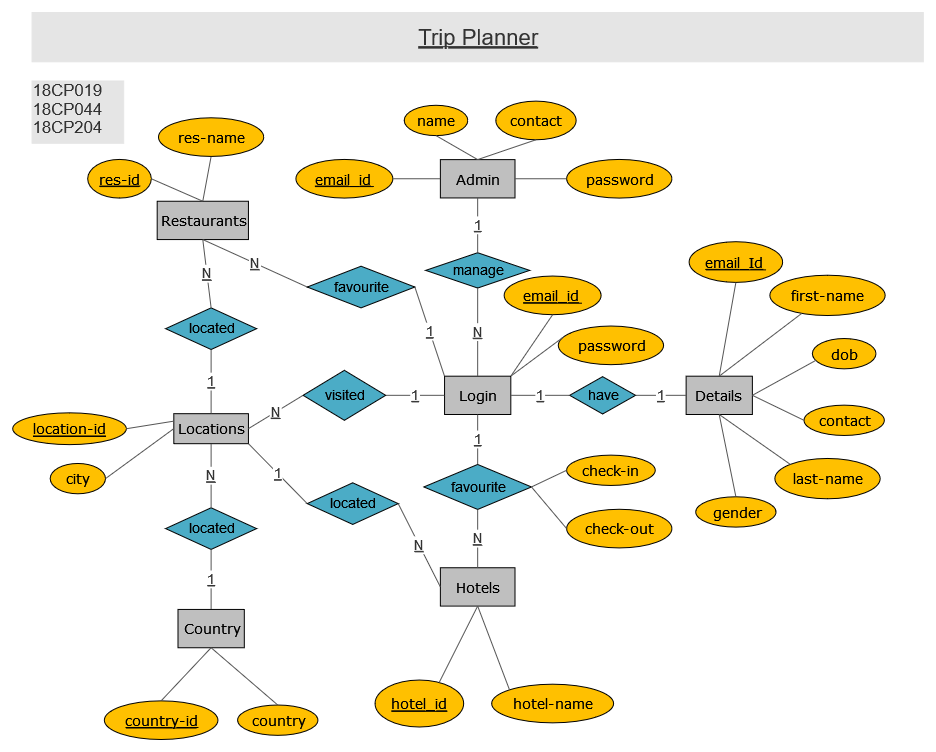 Trip Planner
18CP019
18CP044
18CP204
name
contact
res-name
res-id
email_id
Admin
password
Restaurants
1
N
N
favourite
manage
email_Id
email_id
first-name
located
1
N
password
dob
1
visited
1
Login
1
have
1
Details
N
location-id
Locations
contact
1
city
N
1
favourite
check-in
last-name
located
located
gender
check-out
N
N
1
Hotels
Country
hotel_id
hotel-name
country-id
country